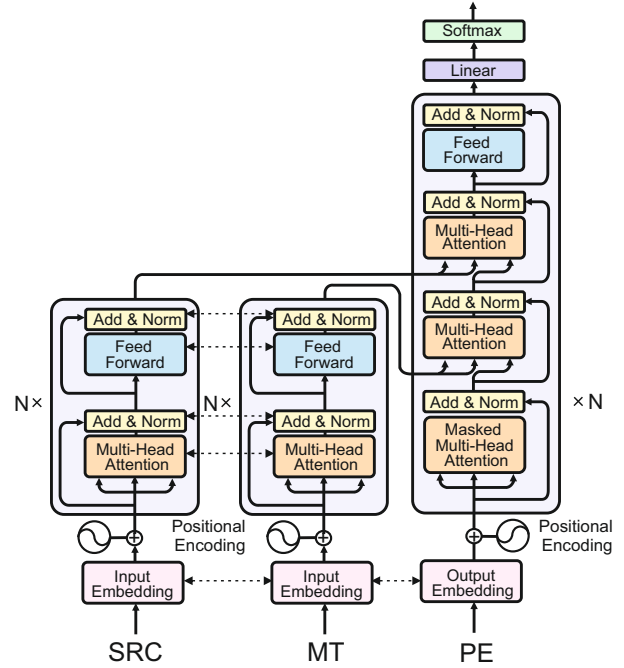 Softmax
Linear
Add & Norm
Feed
Forward
Add & Norm
Multi-Head
Attention
Add & Norm
Multi-Head
Attention
Add & Norm
Masked
Multi-Head
Attention
× N
Add & Norm
Feed
Forward
N×
Add & Norm
Multi-Head
Attention
Add & Norm
Feed
Forward
N×
Add & Norm
Multi-Head
Attention
Positional
Encoding
Positional
Encoding
Input
Embedding
Input
Embedding
Output
Embedding
SRC
MT
PE